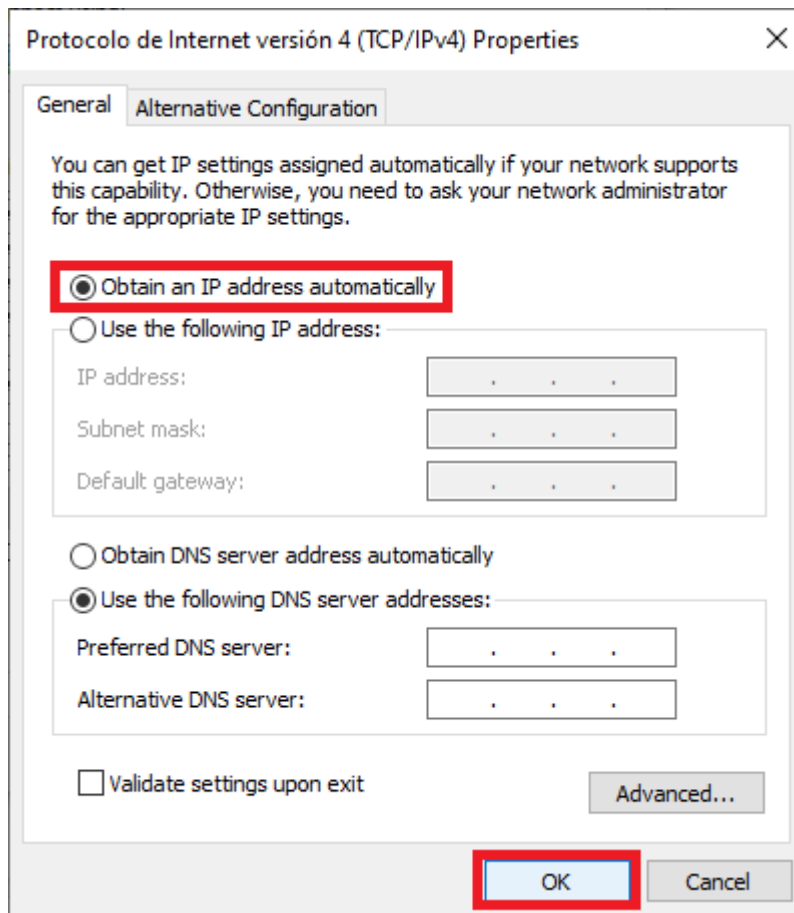 Protocolo de Internet versión 4 (TCP/IPv4) Properties
General
Alternative Configuration
You can get IP settings assigned automatically if your network supports
this capability. Otherwise, you need to ask your network administrator
for the appropriate IP settings.
Obtain an IP address automatically
Use the following IP address:
IP address:
Subnet mask:
Default gateway:
Obtain DNS server address automatically
Use the following DNS server addresses:
Preferred DNS server:
Alternative DNS server:
Validate settings upon exit
Advanced...
OK
Cancel